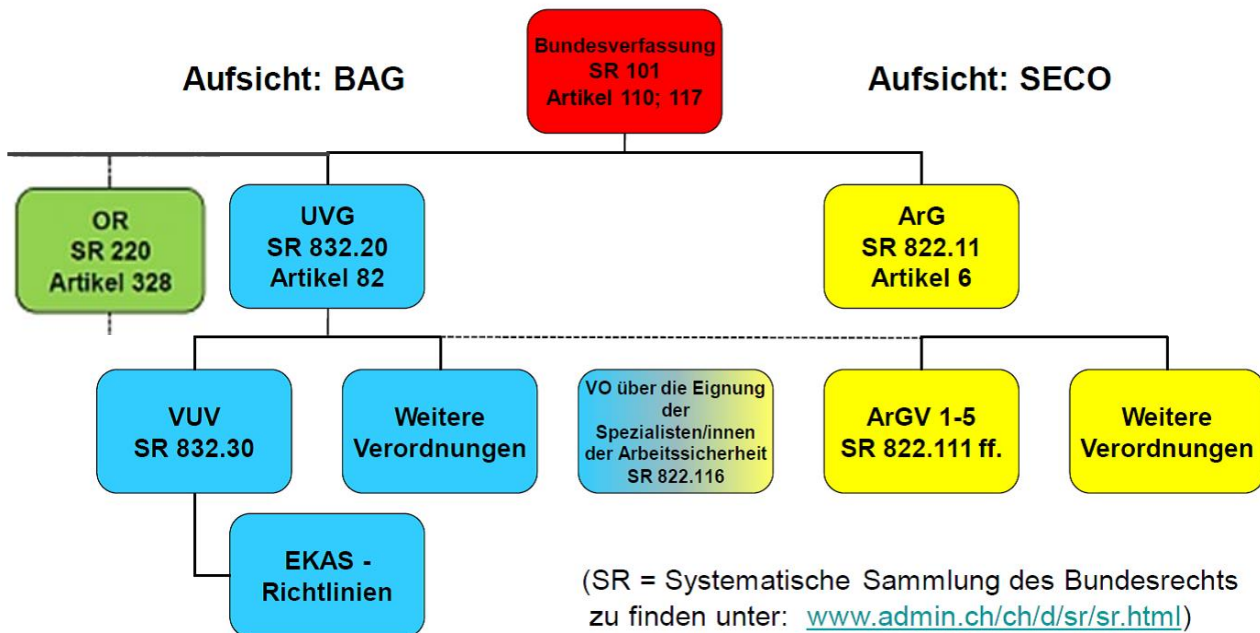 Bundesverfassung
SR 101
Artikel 110; 117
Aufsicht: BAG
Aufsicht: SECO
OR
SR 220
Artikel 328
UVG
SR 832.20
Artikel 82
ArG
SR 822.11
Artikel 6
VUV
SR 832.30
Weitere
Verordnungen
VO über die Eignung
der
Spezialisten/innen
der Arbeitssicherheit
SR 822.116
ArGV 1-5
SR 822.111 ff.
Weitere
Verordnungen
EKAS -
Richtlinien
(SR = Systematische Sammlung des Bundesrechts
zu finden unter: www.admin.ch/ch/d/sr/sr.html)